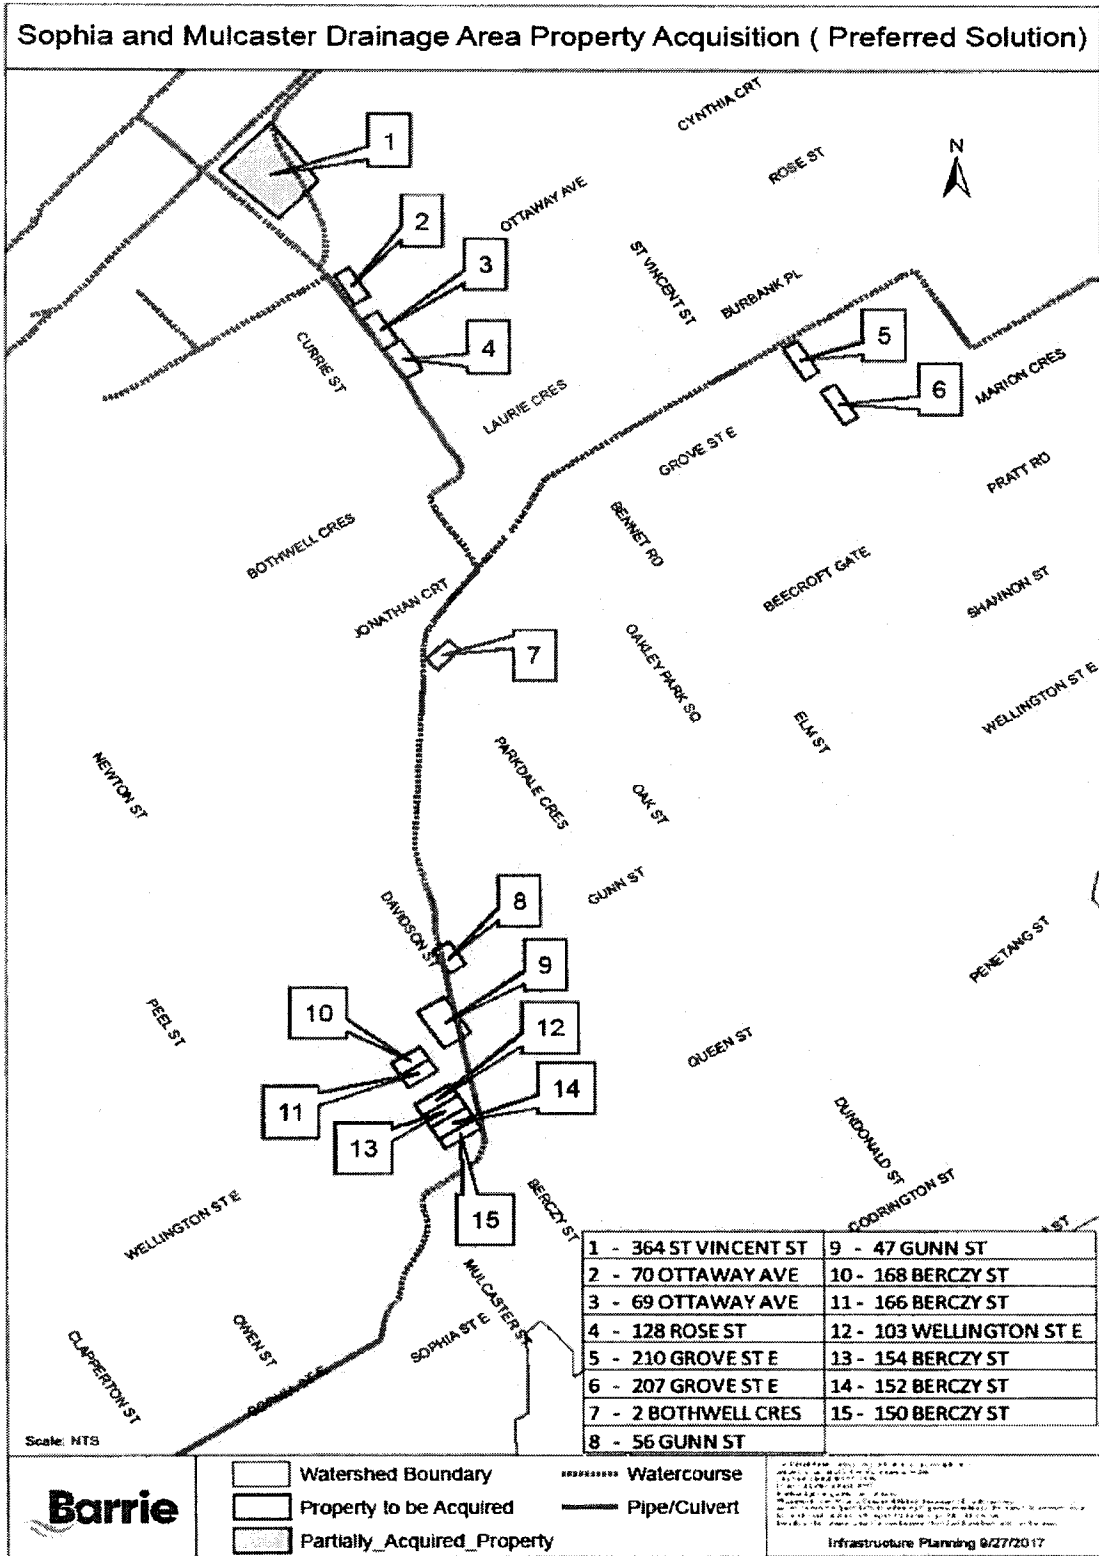 Sophia and Mulcaster Drainage Area Property Acquisition ( Preferred Solution)
CYNTHIA CRT
N
1
ROSE ST
OTTAWAY AVE
2
ST VINCENT ST
3
BURBANK PL
4
5
CURRIE ST
MARION CRES
6
LAURIE CRES
GROVE ST E
PRATT RD
BENNET RD
BOTHWELL CRES
BEECROFT GATE
SHANNON ST
JONATHAN CRT
7
OAKLEY PARK SQ
WELLINGTON ST E
ELM ST
NEWTON ST
PARKDALE CRES
OAK ST
GUNN ST
8
DAVIDSON ST
PENETANG ST
9
10
PEEL ST
12
QUEEN ST
14
11
13
DUNDONALD ST
15
BERCZY ST
CODRINGTON ST
ST
WELLINGTON ST E
MULCASTER ST
OWEN ST
SOPHIA ST E
CLAPPERTON ST
1 - 364 ST VINCENT ST
2 - 70 OTTAWAY AVE
3 - 69 OTTAWAY AVE
4 - 128 ROSE ST
5 - 210 GROVE ST E
6 - 207 GROVE ST E
7 - 2 BOTHWELL CRES
8 - 56 GUNN ST
9 - 47 GUNN ST
10 - 168 BERCZY ST
11 - 166 BERCZY ST
12 - 103 WELLINGTON ST E
13 - 154 BERCZY ST
14 - 152 BERCZY ST
15 - 150 BERCZY ST
Scale: NTS
Barrie
Watershed Boundary
Property to be Acquired
Partially_Acquired_Property
Watercourse
Pipe/Culvert
Infrastructure Planning 9/27/2017